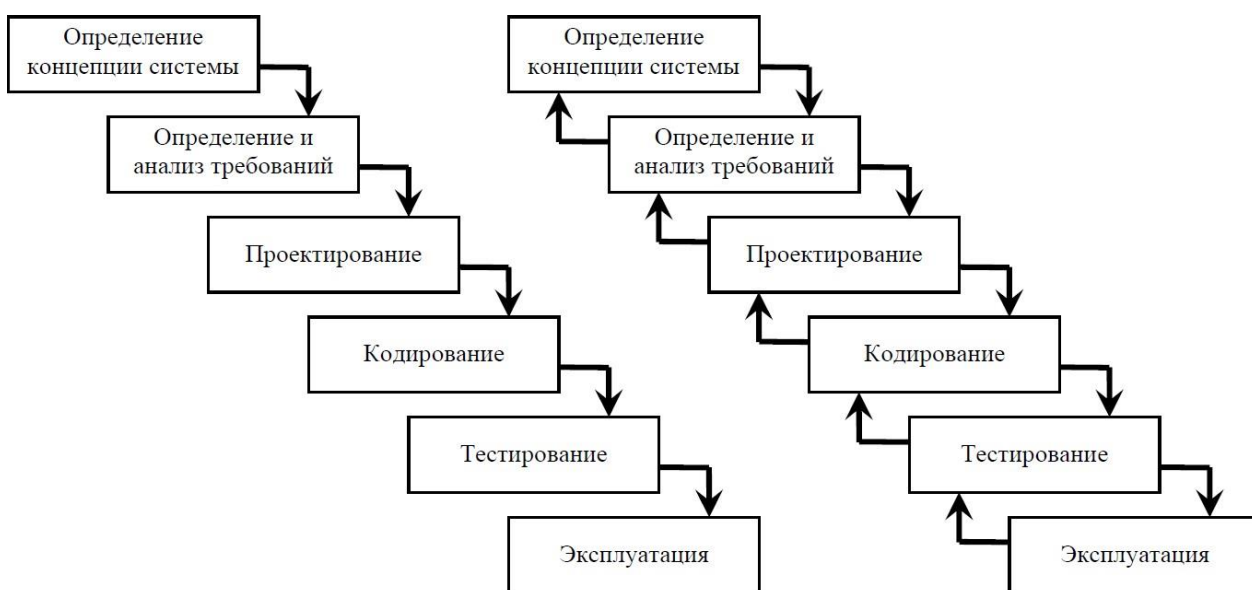 Определение
концепции системы
Определение и
анализ требований
Проектирование
Кодирование
Тестирование
Эксплуатация
Определение
концепции системы
Определение и
анализ требований
Проектирование
Кодирование
Тестирование
Эксплуатация